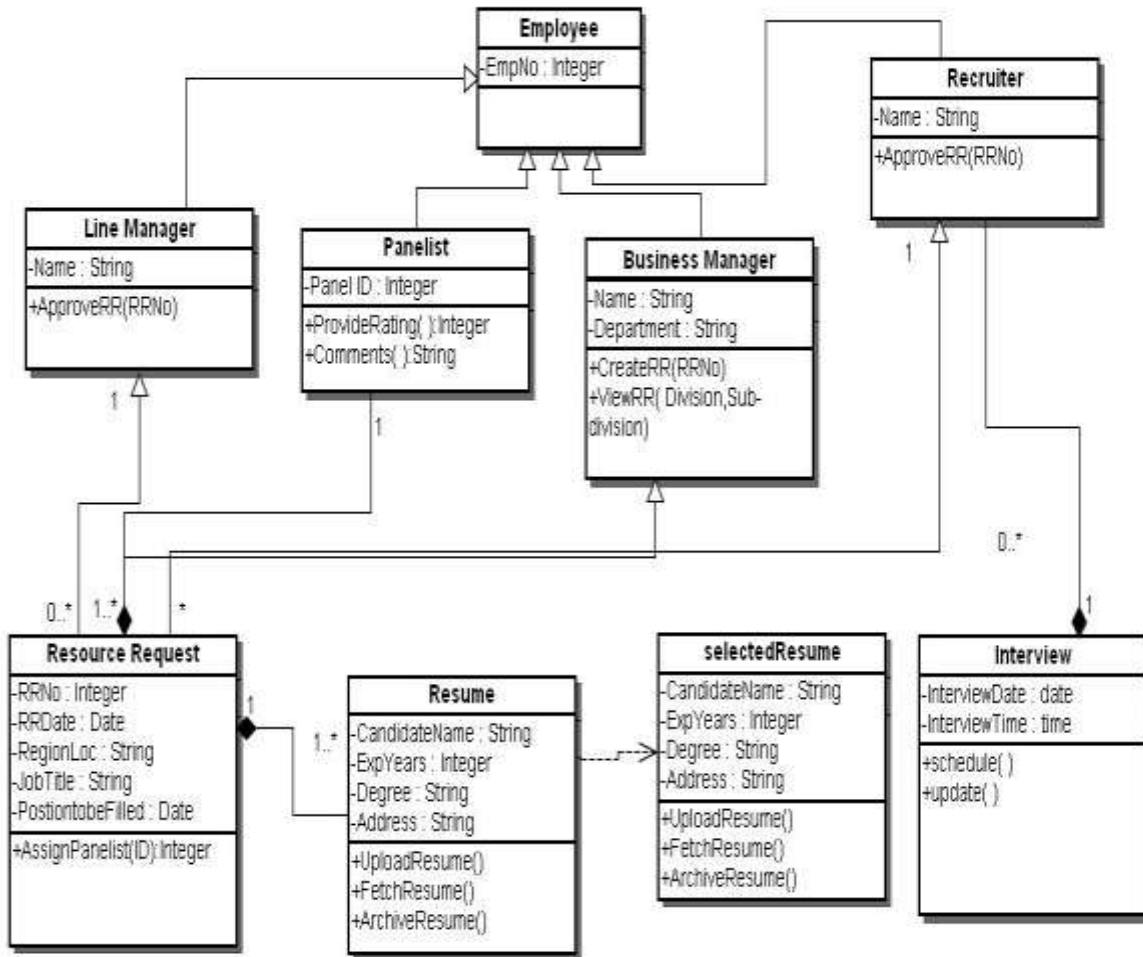 Employee
-EmpNo : Integer
Recruiter
-Name : String
+ApproveRR(RRNo)
Line Manager
-Name : String
+ApproveRR(RRNo)
Panelist
-Panel ID : Integer
+ProvideRating( ):Integer
+Comments( ):String
Business Manager
-Name : String
-Department : String
+CreateRR(RRNo)
+ViewRR( Division,Sub-
division)
1
1
1
0..*
1..*
*
0..*
1
Resource Request
-RRNo : Integer
-RRDate : Date
-RegionLoc : String
-JobTitle : String
-PostiontobeFilled : Date
+AssignPanelist(ID):Integer
1
1..*
Resume
-CandidateName : String
-ExpYears : Integer
-Degree : String
-Address : String
+UploadResume()
+FetchResume()
+ArchiveResume()
selectedResume
-CandidateName : String
-ExpYears : Integer
-Degree : String
-Address : String
+UploadResume()
+FetchResume()
+ArchiveResume()
Interview
-InterviewDate : date
-InterviewTime : time
+schedule( )
+update( )